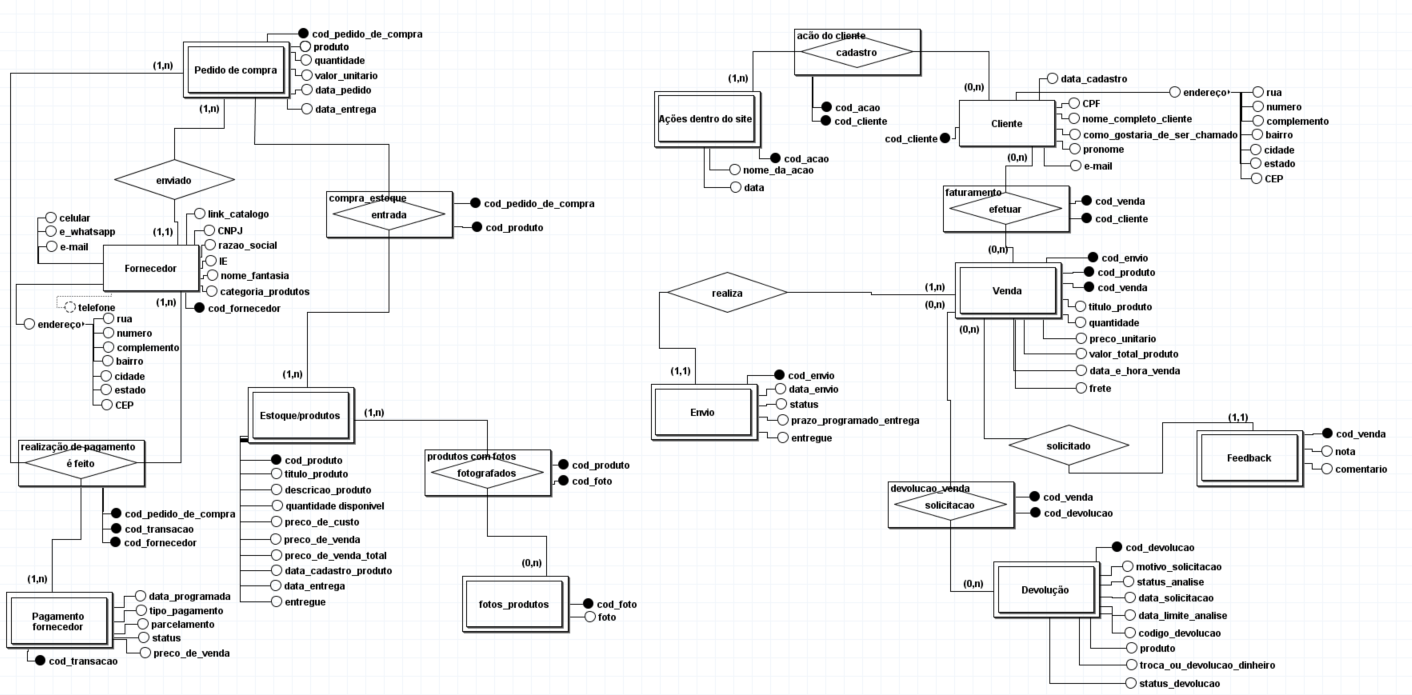 cod_pedido_de_compra
produto
quantidade
valor_unitario
data_pedido
data_entrega
Pedido de compra
(1,n)
(1,n)
enviado
(1,1)
celular
e_whatsapp
e-mail
Fornecedor
link_catalogo
CNPJ
razao_social
IE
nome_fantasia
categoria_produtos
cod_fornecedor
(1,n)
telefone
endereço
rua
numero
complemento
bairro
cidade
estado
CEP
compra_estoque
entrada
cod_pedido_de_compra
cod_produto
(1,n)
Estoque/produtos
(1,n)
cod_produto
titulo_produto
descricao_produto
quantidade disponivel
preco_de_custo
preco_de_venda
preco_de_venda_total
data_cadastro_produto
data_entrega
entregue
produtos com fotos
fotografados
cod_produto
cod_foto
(0,n)
fotos_produtos
cod_foto
foto
realização de pagamento
é feito
cod_pedido_de_compra
cod_transacao
cod_fornecedor
(1,n)
Pagamento
fornecedor
data_programada
tipo_pagamento
parcelamento
status
preco_de_venda
cod_transacao
acão do cliente
cadastro
(1,n)
(0,n)
cod_acao
cod_cliente
Ações dentro do site
cod_acao
nome_da_acao
data
Cliente
cod_cliente
data_cadastro
CPF
nome_completo_cliente
como_gostaria_de_ser_chamado
pronome
e-mail
endereço
rua
numero
complemento
bairro
cidade
estado
CEP
(0,n)
faturamento
efetuar
cod_venda
cod_cliente
(0,n)
Venda
cod_envio
cod_produto
cod_venda
titulo_produto
quantidade
preco_unitario
valor_total_produto
data_e_hora_venda
frete
realiza
(1,n)
(0,n)
(0,n)
(1,1)
Envio
cod_envio
data_envio
status
prazo_programado_entrega
entregue
solicitado
(1,1)
Feedback
cod_venda
nota
comentario
devolucao_venda
solicitacao
cod_venda
cod_devolucao
(0,n)
Devolução
cod_devolucao
motivo_solicitacao
status_analise
data_solicitacao
data_limite_analise
codigo_devolucao
produto
troca_ou_devolucao_dinheiro
status_devolucao